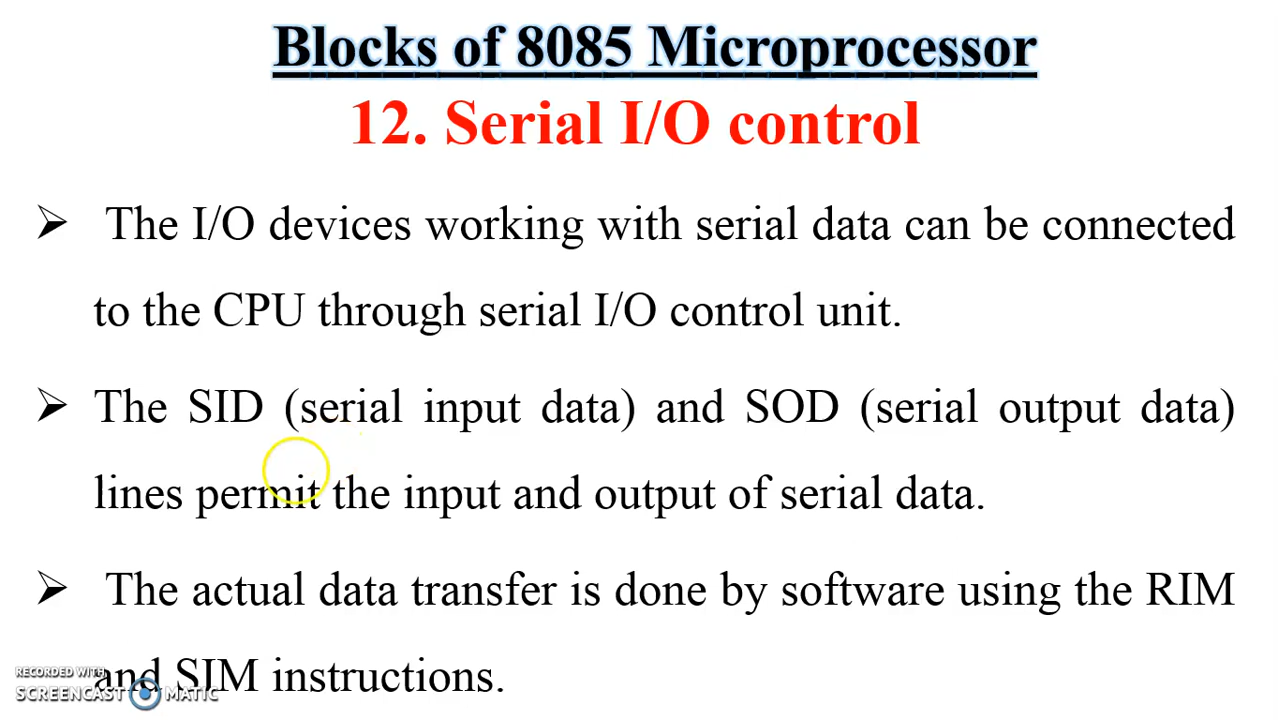 Blocks of 8085 Microprocessor
12. Serial I/O control
➢ The I/O devices working with serial data can be connected
to the CPU through serial I/O control unit.
➢ The SID (serial input data) and SOD (serial output data)
lines permit the input and output of serial data.
➢ The actual data transfer is done by software using the RIM
and SIM instructions.
RECORDED WITH
SCREENCAST MATIC